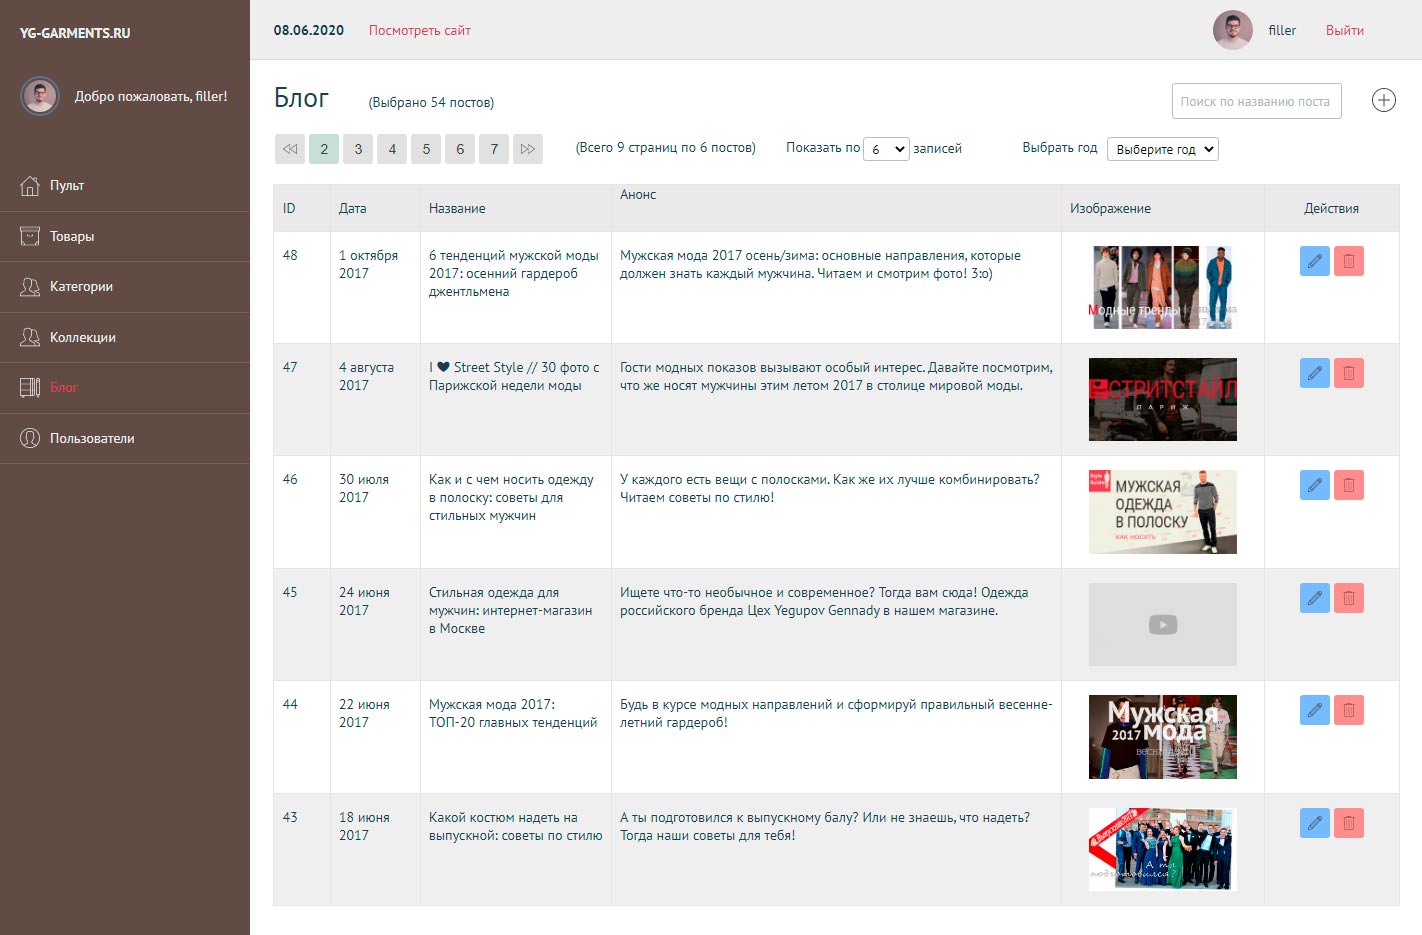 YG-GARMENTS.RU
08.06.2020 Посмотреть сайт filler Выйти
Добро пожаловать, filler!
Пульт
Товары
Категории
Коллекции
Блог
Пользователи
Блог (Выбрано 54 постов) Поиск по названию поста
2 3 4 5 6 7 (Всего 9 страниц по 6 постов) Показать по 6 записей Выбрать год Выберите год
ID Дата Название Анонс Изображение Действия
48 1 октября 6 тенденций мужской моды Мужская мода 2017 осень/зима: основные направления, которые
2017 2017: осенний гардероб должен знать каждый мужчина. Читаем и смотрим фото! 3:o)
джентльмена
Модные тренды
47 4 августа I ♥ Street Style // 30 фото с Гости модных показов вызывают особый интерес. Давайте посмотрим,
2017 Парижской недели моды что же носят мужчины этим летом 2017 в столице мировой моды.
СТРИТСТАЙЛ
ПАРИЖ
46 30 июля Как и с чем носить одежду У каждого есть вещи с полосками. Как же их лучше комбинировать?
2017 в полоску: советы для Читаем советы по стилю!
стильных мужчин
Style
Guide
МУЖСКАЯ
ОДЕЖДА
В ПОЛОСКУ
КАК НОСИТЬ
45 24 июня Стильная одежда для Ищете что-то необычное и современное? Тогда вам сюда! Одежда
2017 мужчин: интернет-магазин российского бренда Цех Yegupov Gennady в нашем магазине.
в Москве
44 22 июня Мужская мода 2017: Будь в курсе модных направлений и сформируй правильный весенне-
2017 ТОП-20 главных тенденций летний гардероб!
Мужская
2017 мода
43 18 июня Какой костюм надеть на А ты подготовился к выпускному балу? Или не знаешь, что надеть?
2017 выпускной: советы по стилю Тогда наши советы для тебя!
Выпускной 2017
А ты
подготовился?